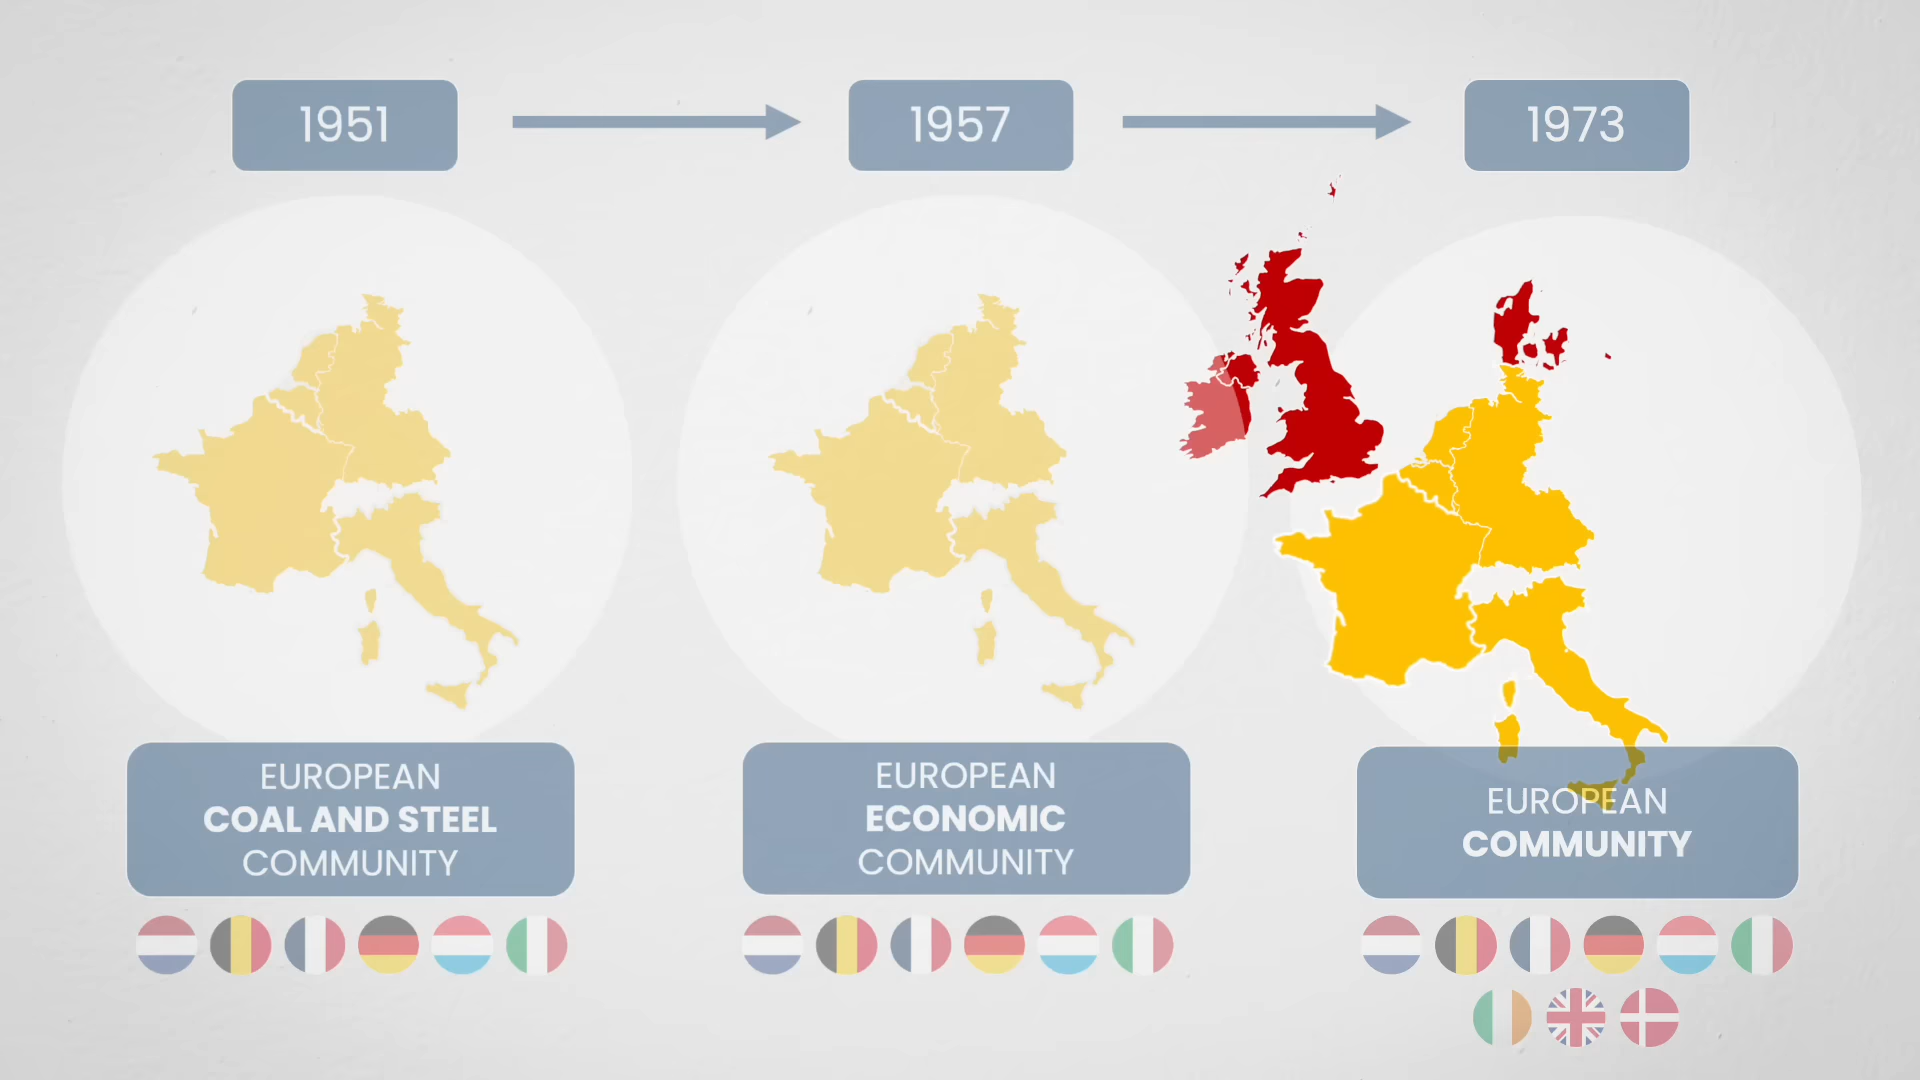 1951
1957
1973
EUROPEAN
COAL AND STEEL
COMMUNITY
EUROPEAN
ECONOMIC
COMMUNITY
EUROPEAN
COMMUNITY